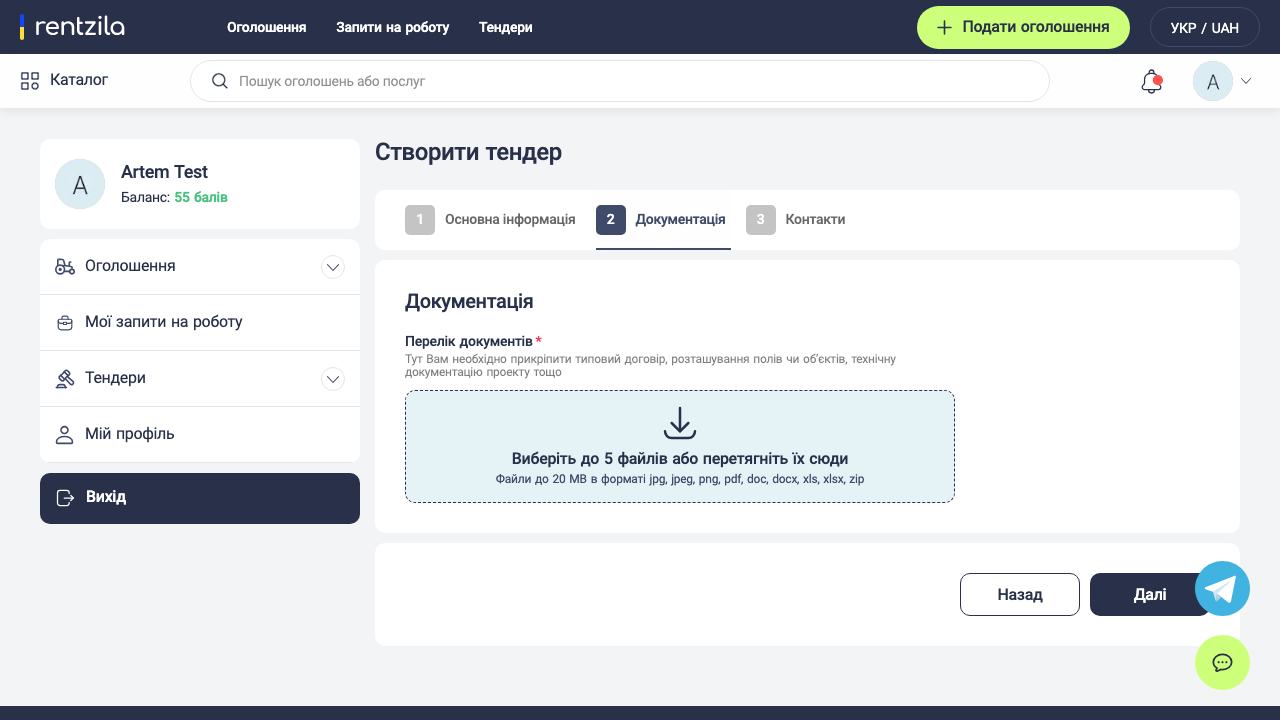 rentzila
Оголошення
Запити на роботу
Тендери
Подати оголошення
УКР / UAH
Каталог
Пошук оголошень або послуг
A
A
Artem Test
Баланс: 55 балів
Оголошення
Мої запити на роботу
Тендери
Мій профіль
Вихід
Створити тендер
1 Основна інформація
2 Документація
3 Контакти
Документація
Перелік документів *
Тут Вам необхідно прикріпити типовий договір, розташування полів чи об'єктів, технічну
документацію проекту тощо
Виберіть до 5 файлів або перетягніть їх сюди
Файли до 20 MB в форматі jpg, jpeg, png, pdf, doc, docx, xls, xlsx, zip
Назад
Далі